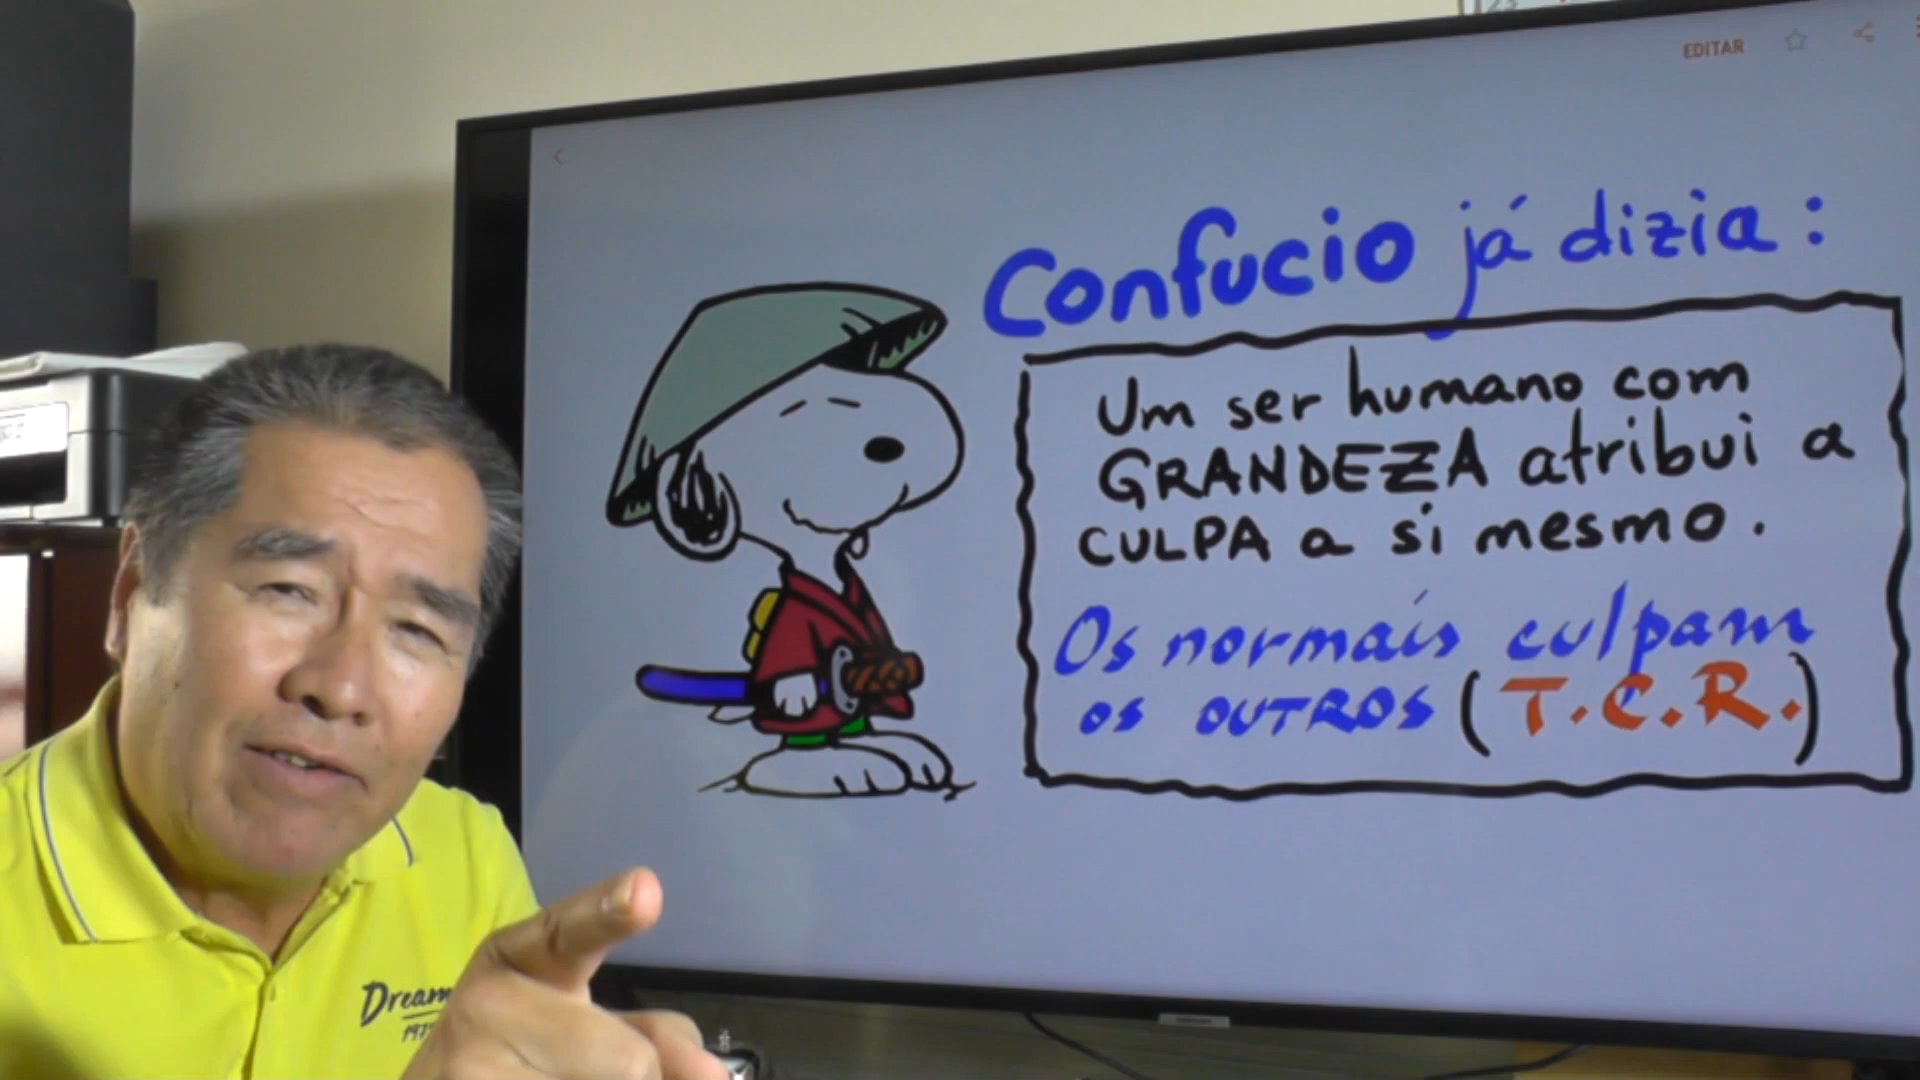 EDITAR
Confucio já dizia:
Um ser humano com
GRANDEZA atribui a
CULPA a si mesmo.
Os normais culpam
os OUTROS (T.C.R.)
Dream